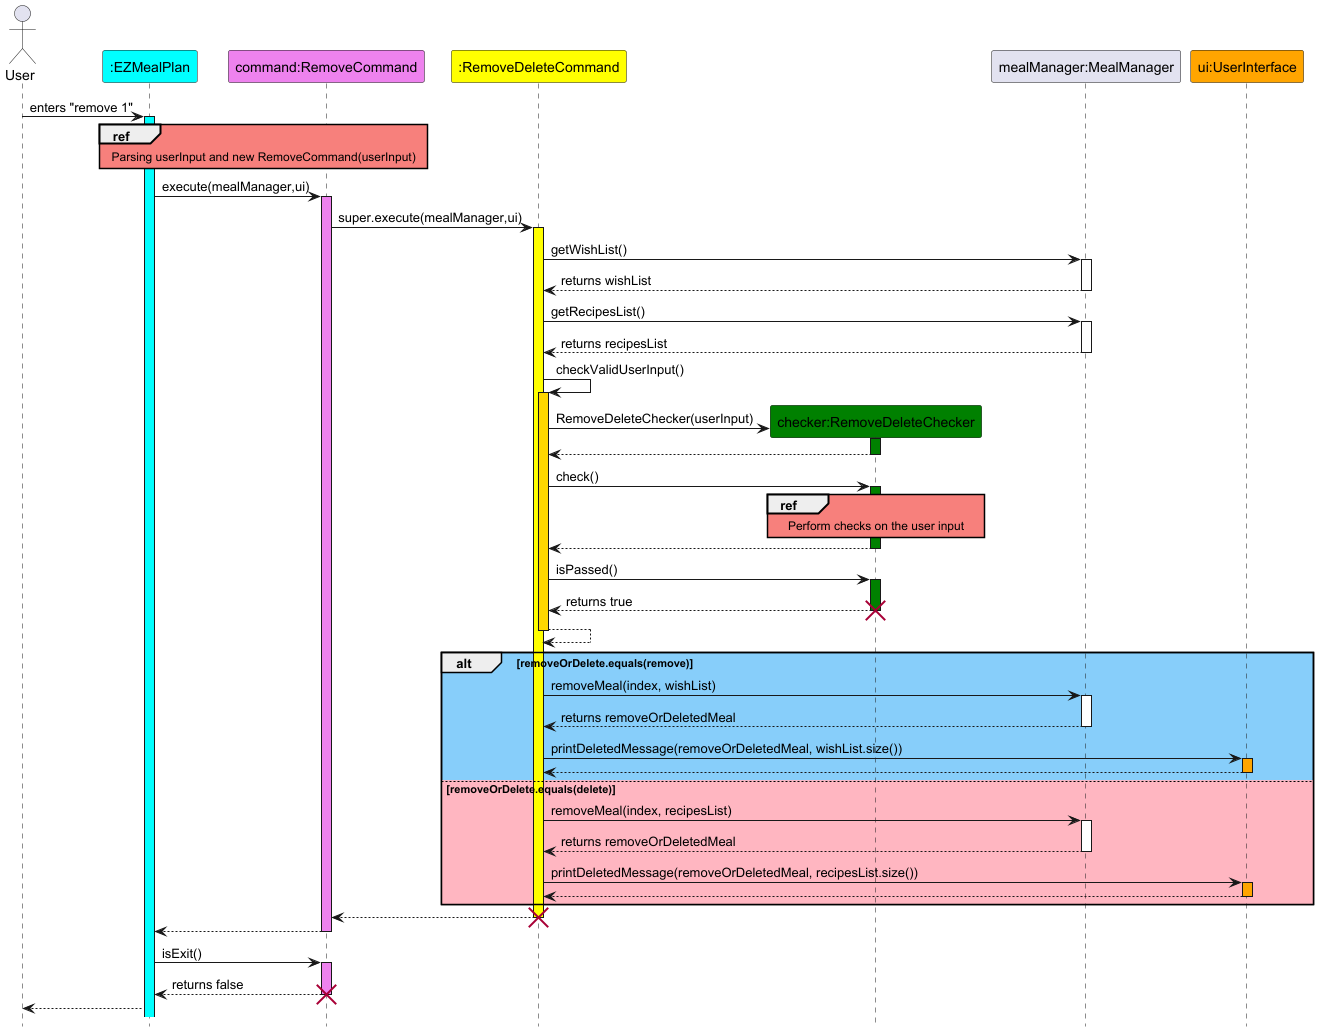 User
:EZMealPlan
command:RemoveCommand
:RemoveDeleteCommand
mealManager:MealManager
ui:UserInterface
enters "remove 1"
ref
Parsing userInput and new RemoveCommand(userInput)
execute(mealManager,ui)
super.execute(mealManager,ui)
getWishList()
returns wishList
getRecipesList()
returns recipesList
checkValidUserInput()
RemoveDeleteChecker(userInput)
checker:RemoveDeleteChecker
check()
ref
Perform checks on the user input
isPassed()
returns true
alt
[removeOrDelete.equals(remove)]
removeMeal(index, wishList)
returns removeOrDeletedMeal
printDeletedMessage(removeOrDeletedMeal, wishList.size())
[removeOrDelete.equals(delete)]
removeMeal(index, recipesList)
returns removeOrDeletedMeal
printDeletedMessage(removeOrDeletedMeal, recipesList.size())
isExit()
returns false